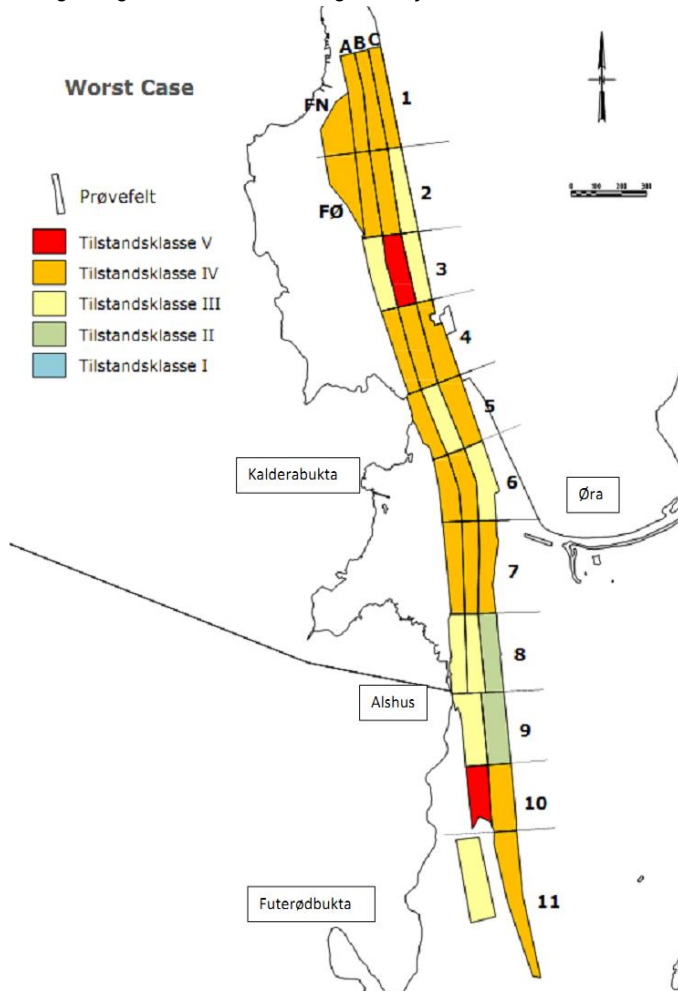 A B C
Worst Case
1
FN
2
Prøvefelt
FØ
Tilstandsklasse V
3
Tilstandsklasse IV
Tilstandsklasse III
4
Tilstandsklasse II
Tilstandsklasse I
5
Kalderabukta
6
Øra
7
8
Alshus
9
10
Futerødbukta
11